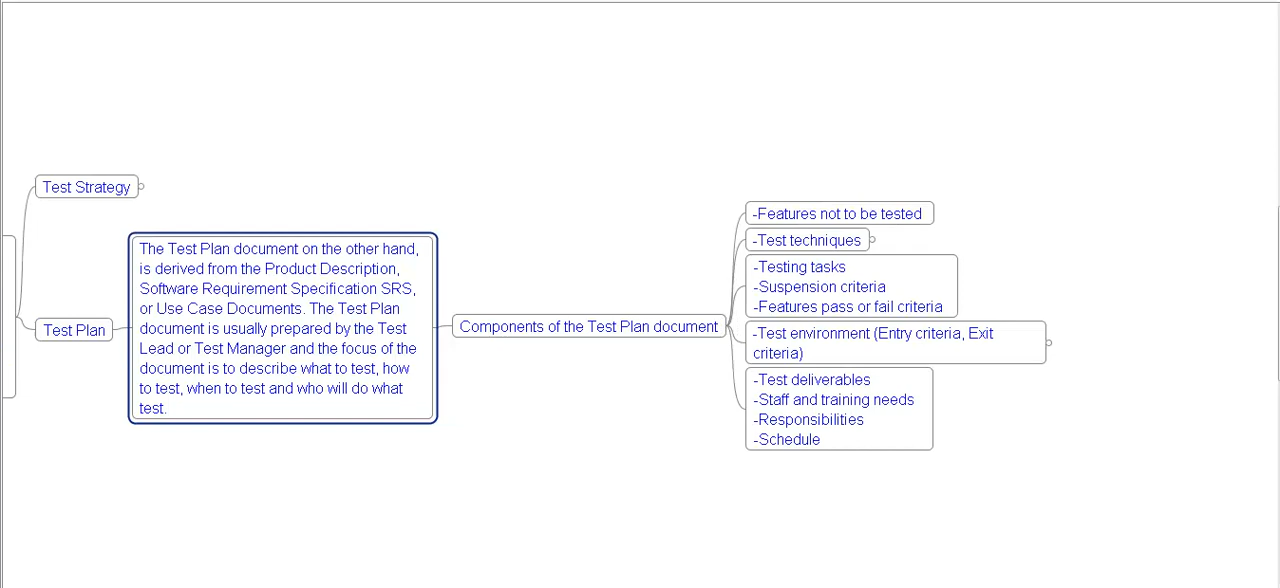 Test Strategy
Test Plan
The Test Plan document on the other hand,
is derived from the Product Description,
Software Requirement Specification SRS,
or Use Case Documents. The Test Plan
document is usually prepared by the Test
Lead or Test Manager and the focus of the
document is to describe what to test, how
to test, when to test and who will do what
test.
Components of the Test Plan document
-Features not to be tested
-Test techniques
-Testing tasks
-Suspension criteria
-Features pass or fail criteria
-Test environment (Entry criteria, Exit
criteria)
-Test deliverables
-Staff and training needs
-Responsibilities
-Schedule